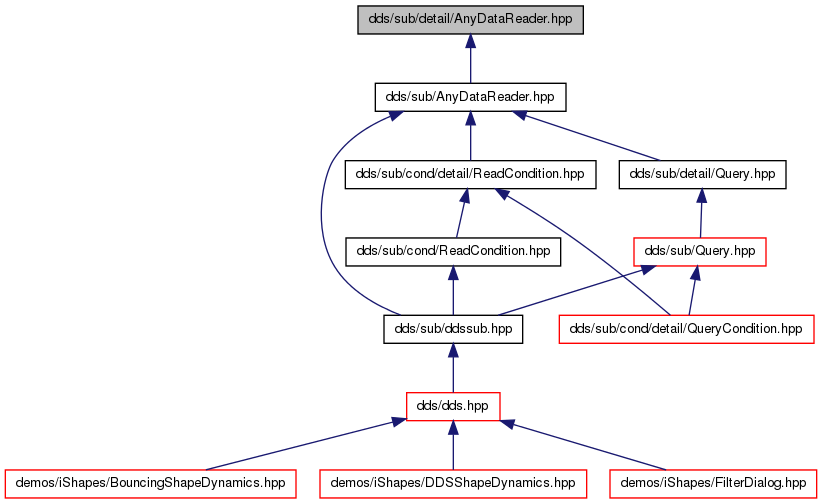 dds/sub/detail/AnyDataReader.hpp
dds/sub/AnyDataReader.hpp
dds/sub/cond/detail/ReadCondition.hpp
dds/sub/detail/Query.hpp
dds/sub/cond/ReadCondition.hpp
dds/sub/Query.hpp
dds/sub/ddssub.hpp
dds/sub/cond/detail/QueryCondition.hpp
dds/dds.hpp
demos/iShapes/BouncingShapeDynamics.hpp
demos/iShapes/DDSShapeDynamics.hpp
demos/iShapes/FilterDialog.hpp